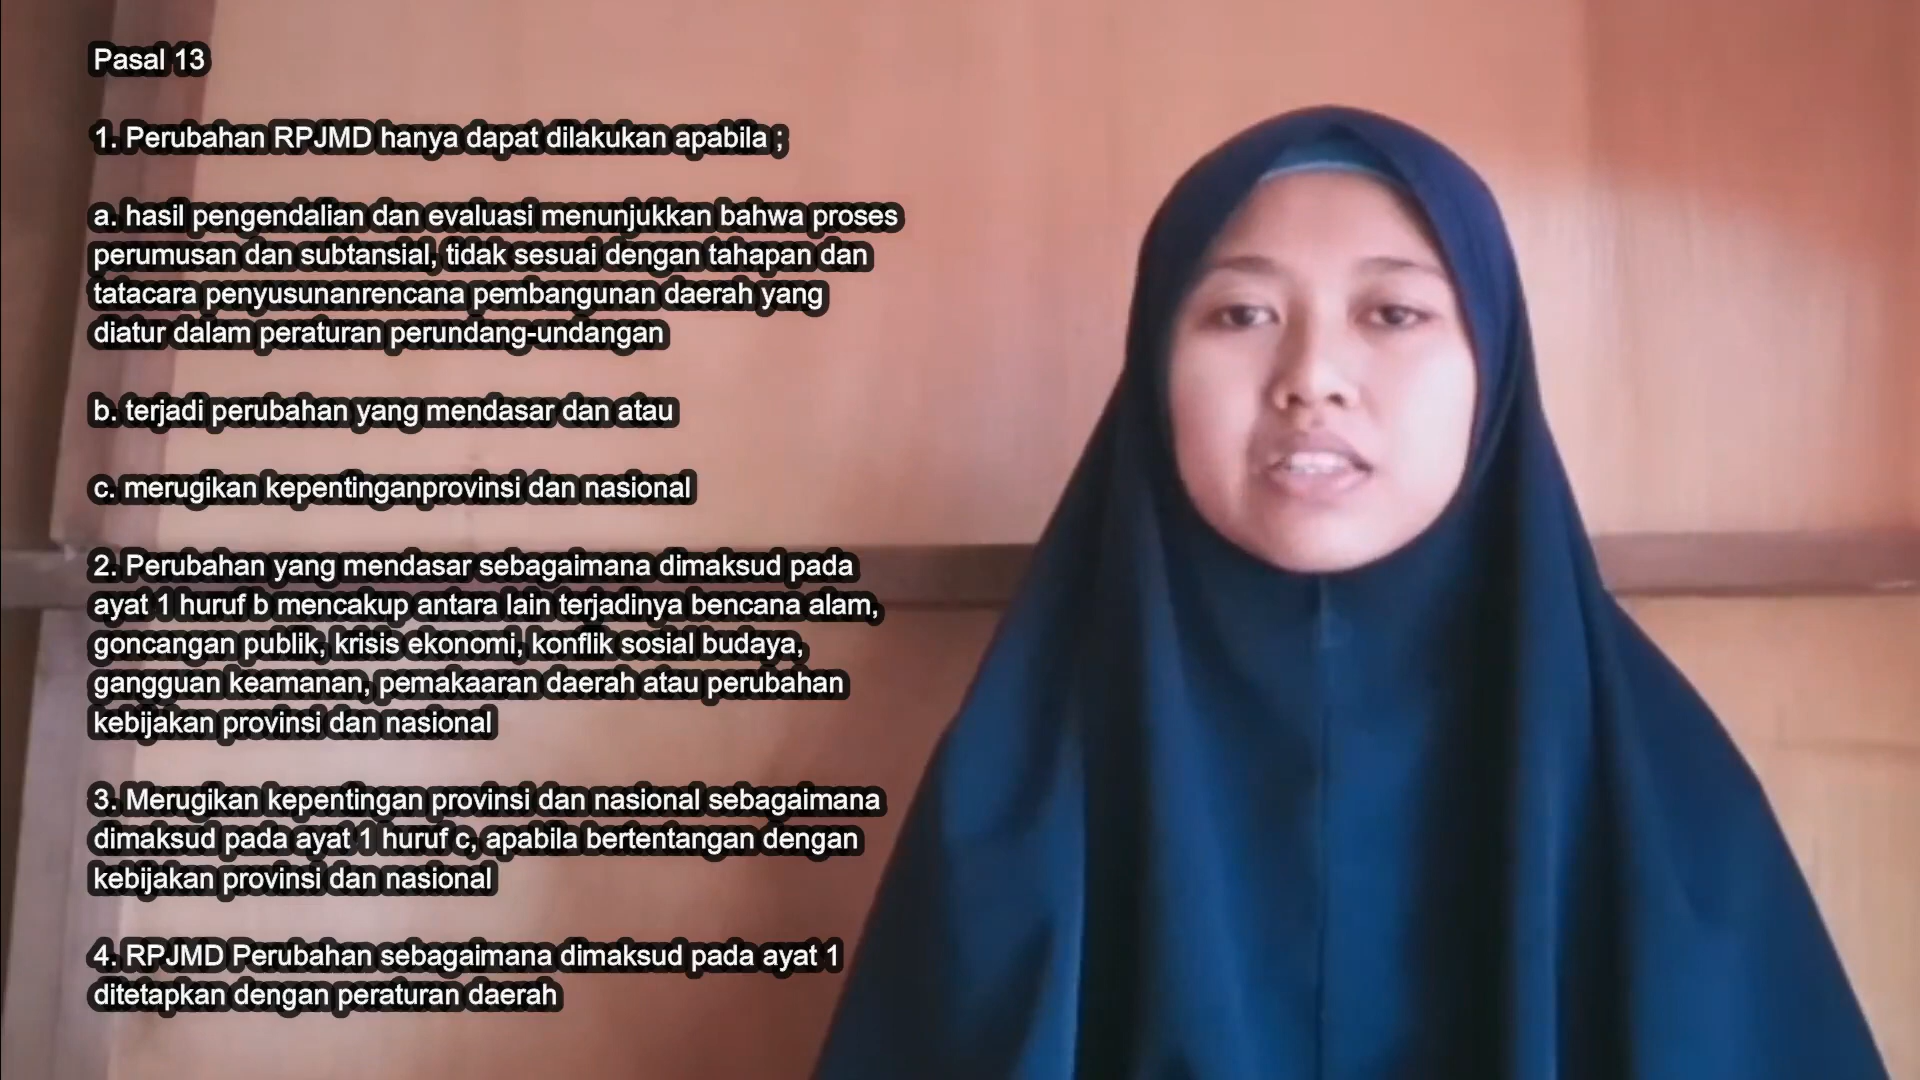 Pasal 13
1. Perubahan RPJMD hanya dapat dilakukan apabila ;
a. hasil pengendalian dan evaluasi menunjukkan bahwa proses
perumusan dan subtansial, tidak sesuai dengan tahapan dan
tatacara penyusunanrencana pembangunan daerah yang
diatur dalam peraturan perundang-undangan
b. terjadi perubahan yang mendasar dan atau
c. merugikan kepentinganprovinsi dan nasional
2. Perubahan yang mendasar sebagaimana dimaksud pada
ayat 1 huruf b mencakup antara lain terjadinya bencana alam,
goncangan publik, krisis ekonomi, konflik sosial budaya,
gangguan keamanan, pemakaaran daerah atau perubahan
kebijakan provinsi dan nasional
3. Merugikan kepentingan provinsi dan nasional sebagaimana
dimaksud pada ayat 1 huruf c, apabila bertentangan dengan
kebijakan provinsi dan nasional
4. RPJMD Perubahan sebagaimana dimaksud pada ayat 1
ditetapkan dengan peraturan daerah